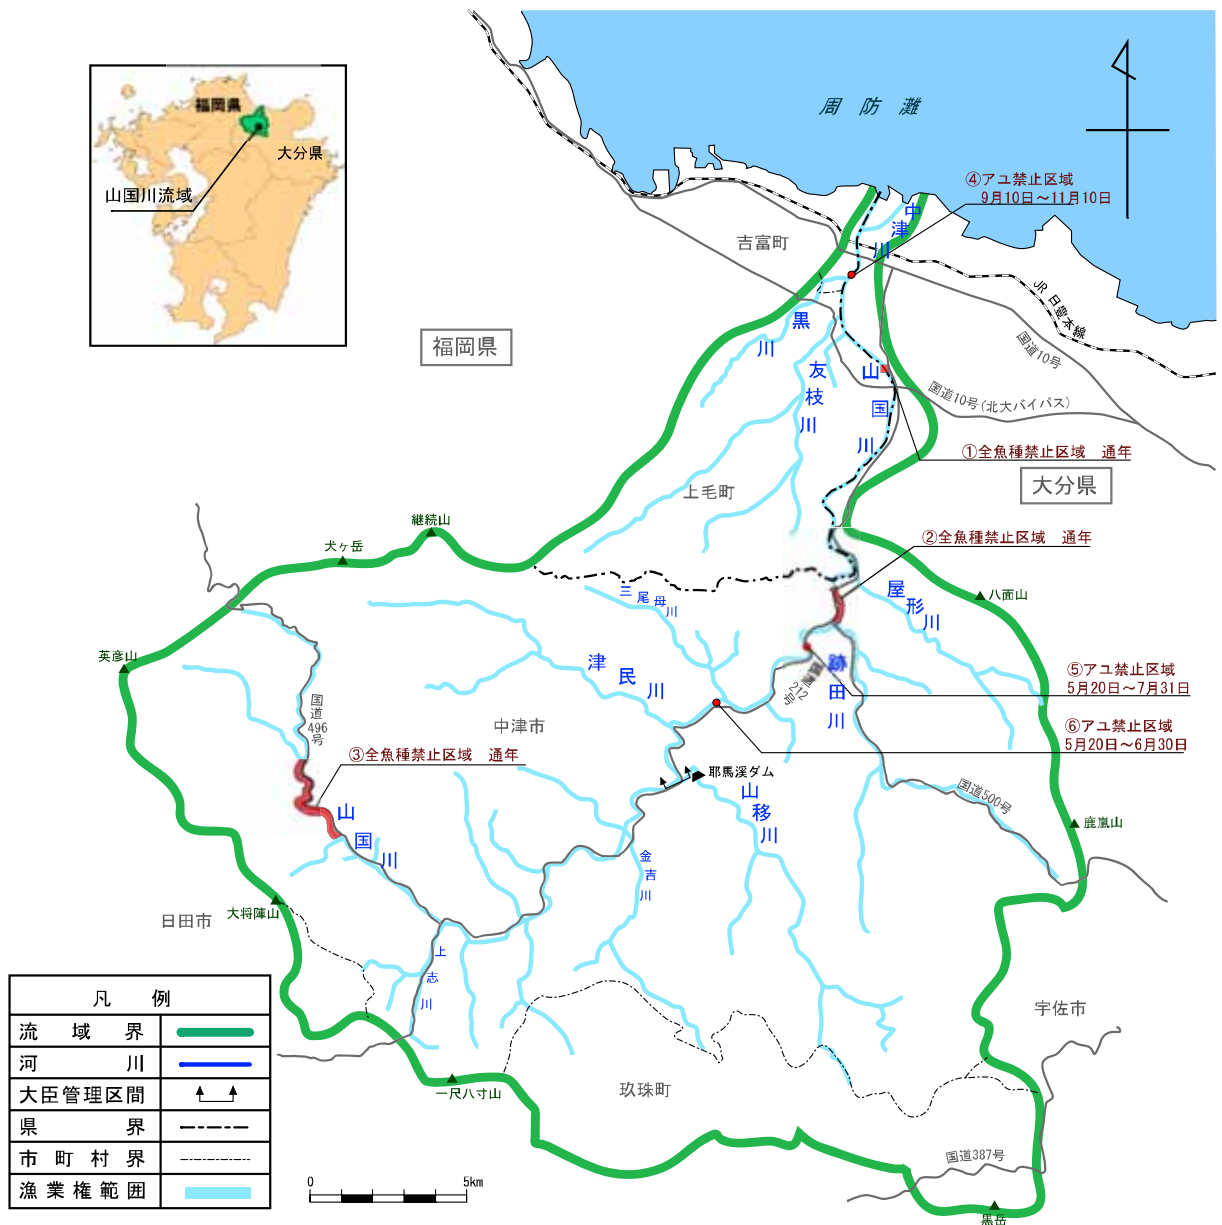 周防灘
福岡県
大分県
山国川流域
④アユ禁止区域
9月10日～11月10日
中津川
吉富町
JR 日豊本線
国道10号
黒川
福岡県
友枝川
山国川
国道10号(北大バイパス)
①全魚種禁止区域　通年
大分県
上毛町
継続山
犬ヶ岳
②全魚種禁止区域　通年
八面山
三尾母川
屋形川
英彦山
津民川
跡田川
国道212号
⑤アユ禁止区域
5月20日～7月31日
国道496号
中津市
⑥アユ禁止区域
5月20日～6月30日
③全魚種禁止区域　通年
耶馬溪ダム
山移川
国道500号
山国川
鹿嵐山
金吉川
日田市
大将陣山
上志川
宇佐市
玖珠町
一尺八寸山
国道387号
黒岳
凡　例
流域界
河川
大臣管理区間
県界
市町村界
漁業権範囲
0
5km